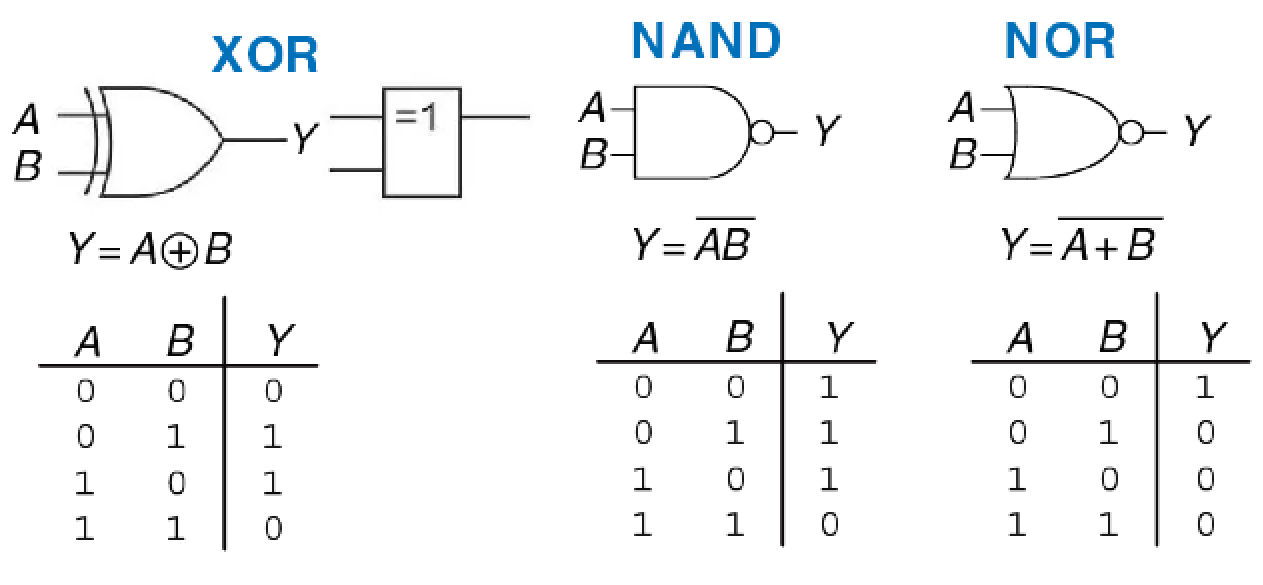 XOR NAND NOR
A =1 A A
Y Y Y
B B B
Y = A⊕B Y = A̅B̅ Y = A̅ ̅+̅ ̅B̅
A B Y A B Y A B Y
0 0 0 0 0 1 0 0 1
0 1 1 0 1 1 0 1 0
1 0 1 1 0 1 1 0 0
1 1 0 1 1 0 1 1 0